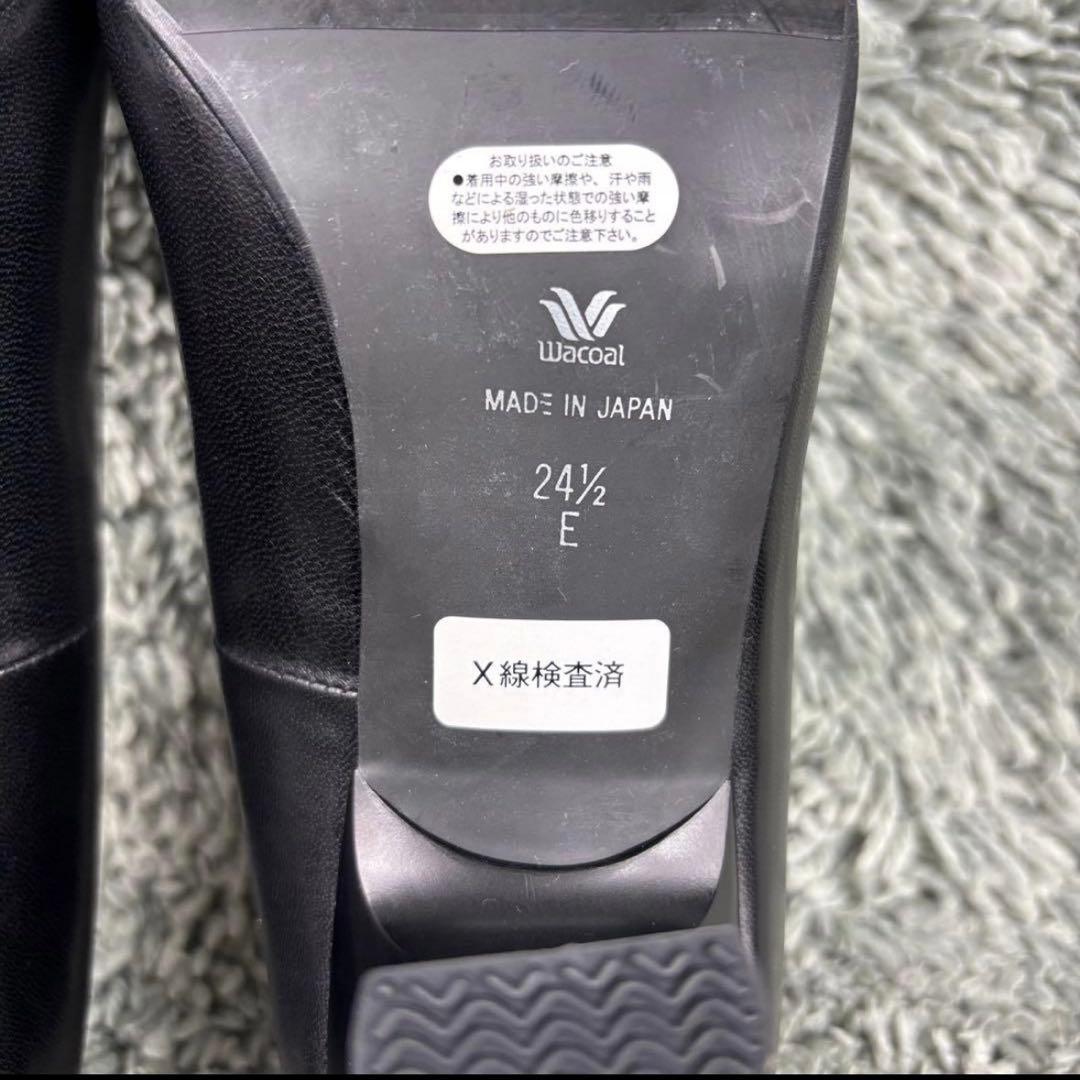 お取り扱いのご注意
●着用中の強い摩擦や、汗や雨
などによる湿った状態での強い摩
擦により他のものに色移りすること
がありますのでご注意下さい。
Wacoal
MADE IN JAPAN
24½
E
X線検査済